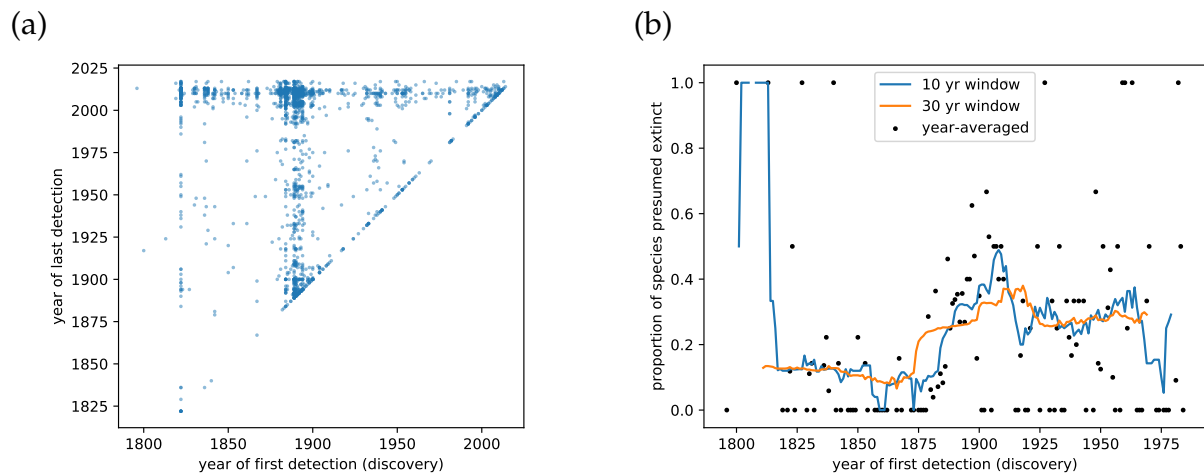 (a)
2025
2000
1975
1950
1925
1900
1875
1850
1825
year of last detection
1800 1850 1900 1950 2000
year of first detection (discovery)
(b)
1.0
0.8
0.6
0.4
0.2
0.0
proportion of species presumed extinct
10 yr window
30 yr window
year-averaged
1800 1825 1850 1875 1900 1925 1950 1975
year of first detection (discovery)